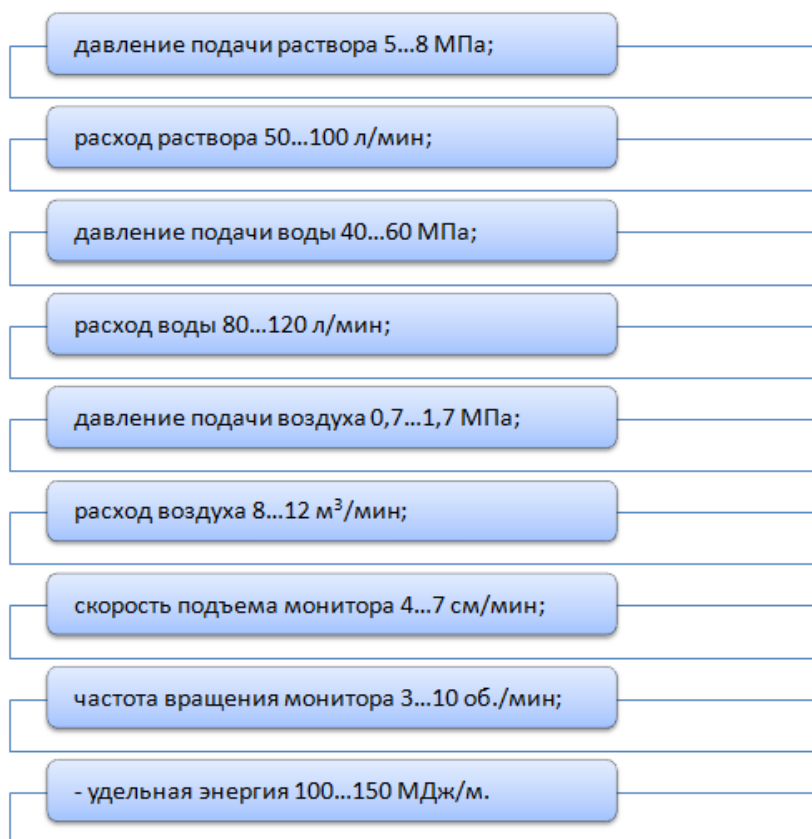 давление подачи раствора 5...8 МПа;
расход раствора 50...100 л/мин;
давление подачи воды 40...60 МПа;
расход воды 80...120 л/мин;
давление подачи воздуха 0,7...1,7 МПа;
расход воздуха 8...12 м³/мин;
скорость подъема монитора 4...7 см/мин;
частота вращения монитора 3...10 об./мин;
- удельная энергия 100...150 МДж/м.